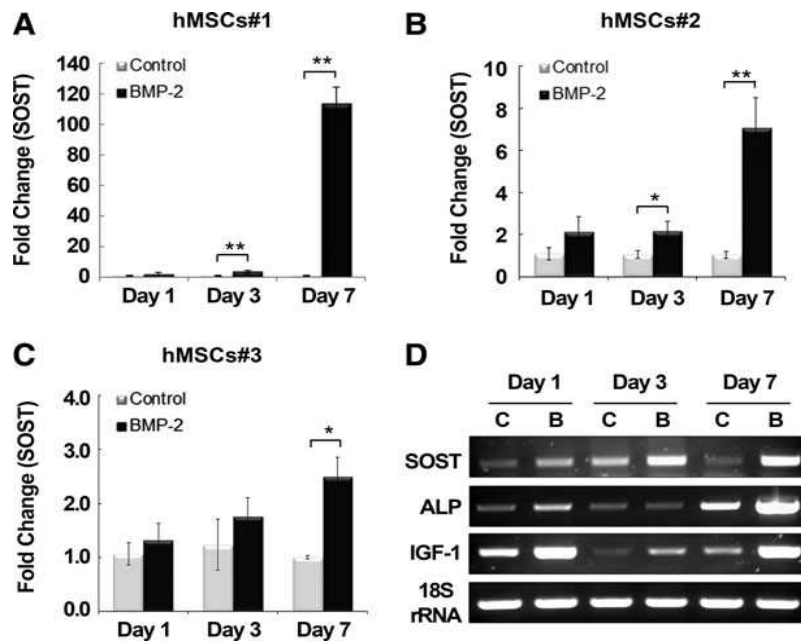 A
hMSCs#1
Fold Change (SOST)
140
120
100
80
60
40
20
0
Control
BMP-2
**
**
Day 1 Day 3 Day 7
B
hMSCs#2
Fold Change (SOST)
10
8
6
4
2
0
Control
BMP-2
*
**
Day 1 Day 3 Day 7
C
hMSCs#3
Fold Change (SOST)
4.0
3.0
2.0
1.0
0.0
Control
BMP-2
*
Day 1 Day 3 Day 7
D
Day 1 Day 3 Day 7
C B C B C B
SOST
ALP
IGF-1
18S
rRNA